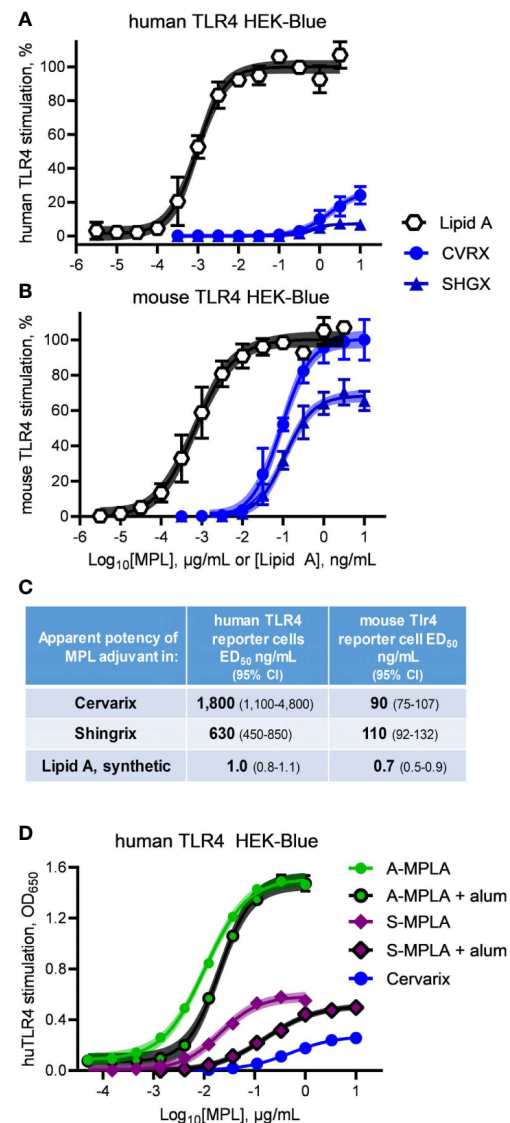 A
human TLR4 HEK-Blue
human TLR4 stimulation, %
100
80
60
40
20
0
-6 -5 -4 -3 -2 -1 0 1
Lipid A
CVRX
SHGX
B
mouse TLR4 HEK-Blue
mouse TLR4 stimulation, %
100
80
60
40
20
0
-6 -5 -4 -3 -2 -1 0 1
Log10[MPL], µg/mL or [Lipid A], ng/mL
C
Apparent potency of
MPL adjuvant in:
human TLR4
reporter cells
ED50 ng/mL
(95% CI)
mouse Tlr4
reporter cell ED50
ng/mL
(95% CI)
Cervarix 1,800 (1,100-4,800) 90 (75-107)
Shingrix 630 (450-850) 110 (92-132)
Lipid A, synthetic 1.0 (0.8-1.1) 0.7 (0.5-0.9)
D
human TLR4 HEK-Blue
huTLR4 stimulation, OD650
1.6
1.2
0.8
0.4
0.0
-4 -3 -2 -1 0 1
Log10[MPL], µg/mL
A-MPLA
A-MPLA + alum
S-MPLA
S-MPLA + alum
Cervarix